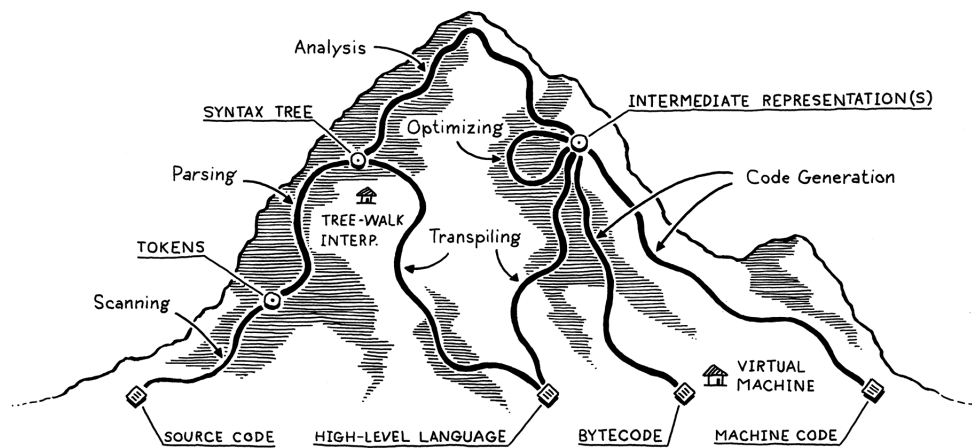 Analysis
INTERMEDIATE REPRESENTATION(S)
SYNTAX TREE
Optimizing
Parsing
Code Generation
TREE-WALK
INTERP.
Transpiling
TOKENS
Scanning
VIRTUAL
MACHINE
SOURCE CODE
HIGH-LEVEL LANGUAGE
BYTECODE
MACHINE CODE